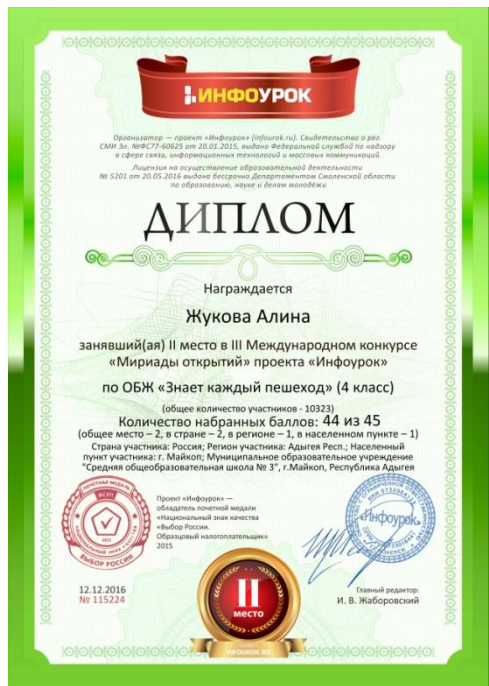 ИНФОУРОК
Организатор — проект «Инфоурок» (infourok.ru). Свидетельство о рег.
СМИ Эл. №ФС77-60625 от 20.01.2015, выдано Федеральной службой по надзору
в сфере связи, информационных технологий и массовых коммуникаций.
Лицензия на осуществление образовательной деятельности
№ 5201 от 20.05.2016 выдана бессрочно Департаментом Смоленской области
по образованию, науке и делам молодёжи
ДИПЛОМ
Награждается
Жукова Алина
занявший(ая) II место в III Международном конкурсе
«Мириады открытий» проекта «Инфоурок»
по ОБЖ «Знает каждый пешеход» (4 класс)
(общее количество участников - 10323)
Количество набранных баллов: 44 из 45
(общее место – 2, в стране – 2, в регионе – 1, в населенном пункте – 1)
Страна участника: Россия; Регион участника: Адыгея Респ.; Населенный
пункт участника: г. Майкоп; Муниципальное образовательное учреждение
"Средняя общеобразовательная школа № 3", г.Майкоп, Республика Адыгея
ПОЧЕТНАЯ МЕДАЛЬ
ВСГП
2015
НАЦИОНАЛЬНЫЙ ЗНАК КАЧЕСТВА
ВЫБОР РОССИИ
Проект «Инфоурок» —
обладатель почетной медали
«Национальный знак качества
«Выбор России.
Образцовый налогоплательщик»
2015
«Инфоурок»
12.12.2016
№ 115224
II
место
INFOUROK.RU
Главный редактор:
И. В. Жаборовский